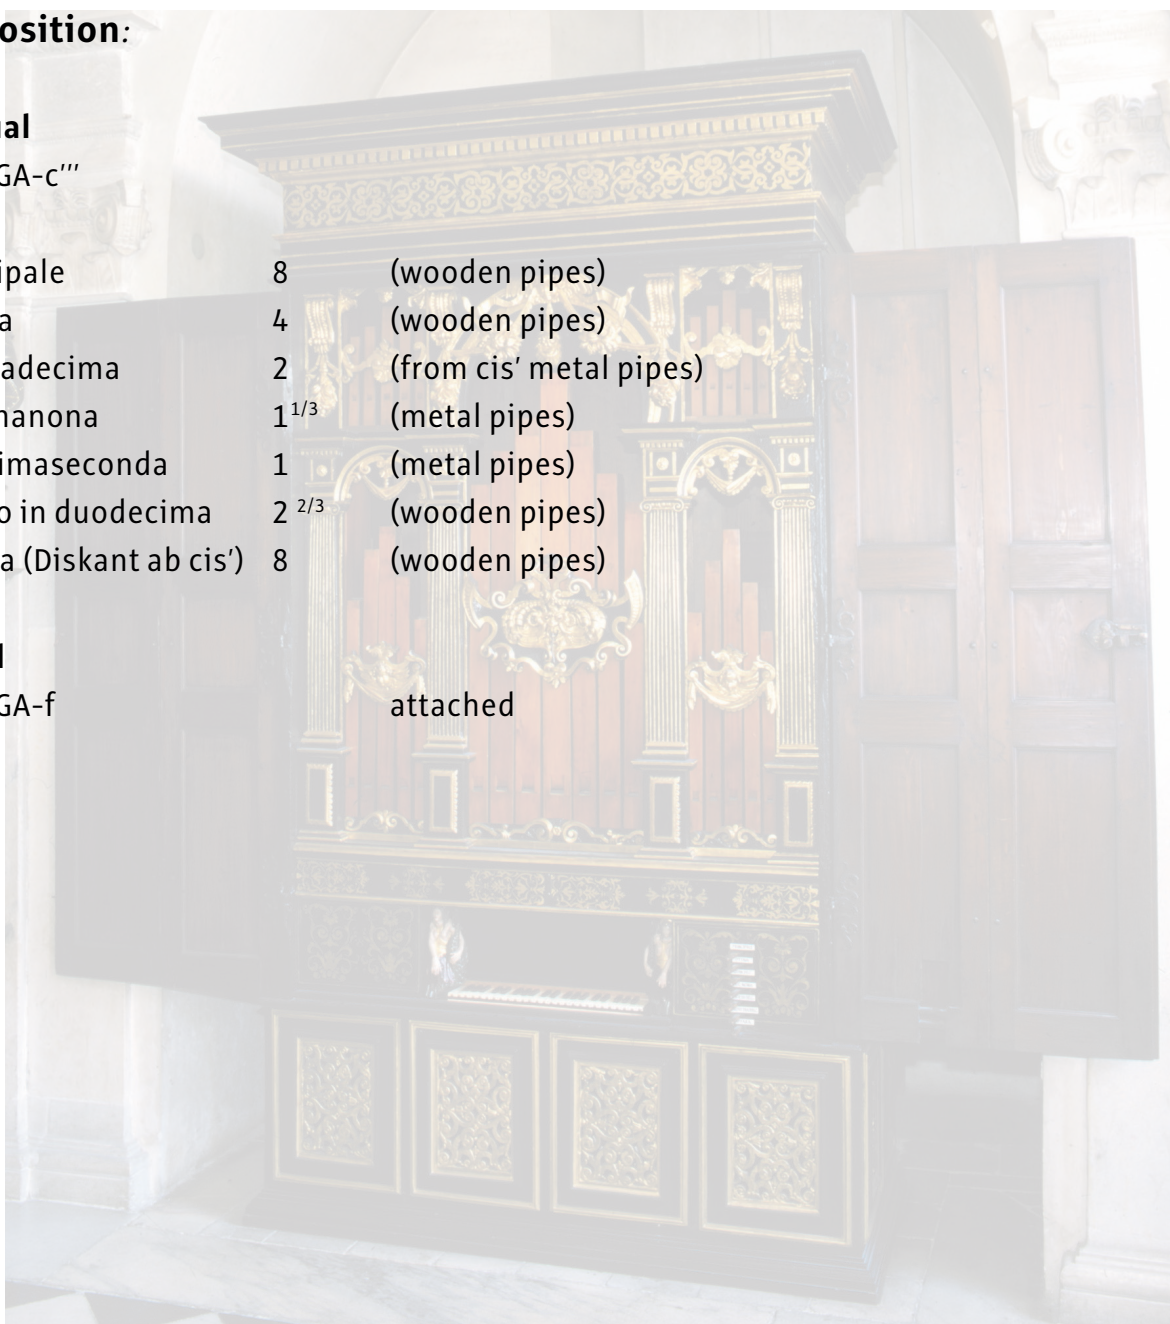 osition:
ual
GA-c′′′
ipale 8 (wooden pipes)
a 4 (wooden pipes)
adecima 2 (from cis′ metal pipes)
nanona 1 1/3 (metal pipes)
imaseconda 1 (metal pipes)
o in duodecima 2 2/3 (wooden pipes)
a (Diskant ab cis′) 8 (wooden pipes)
l
GA-f attached